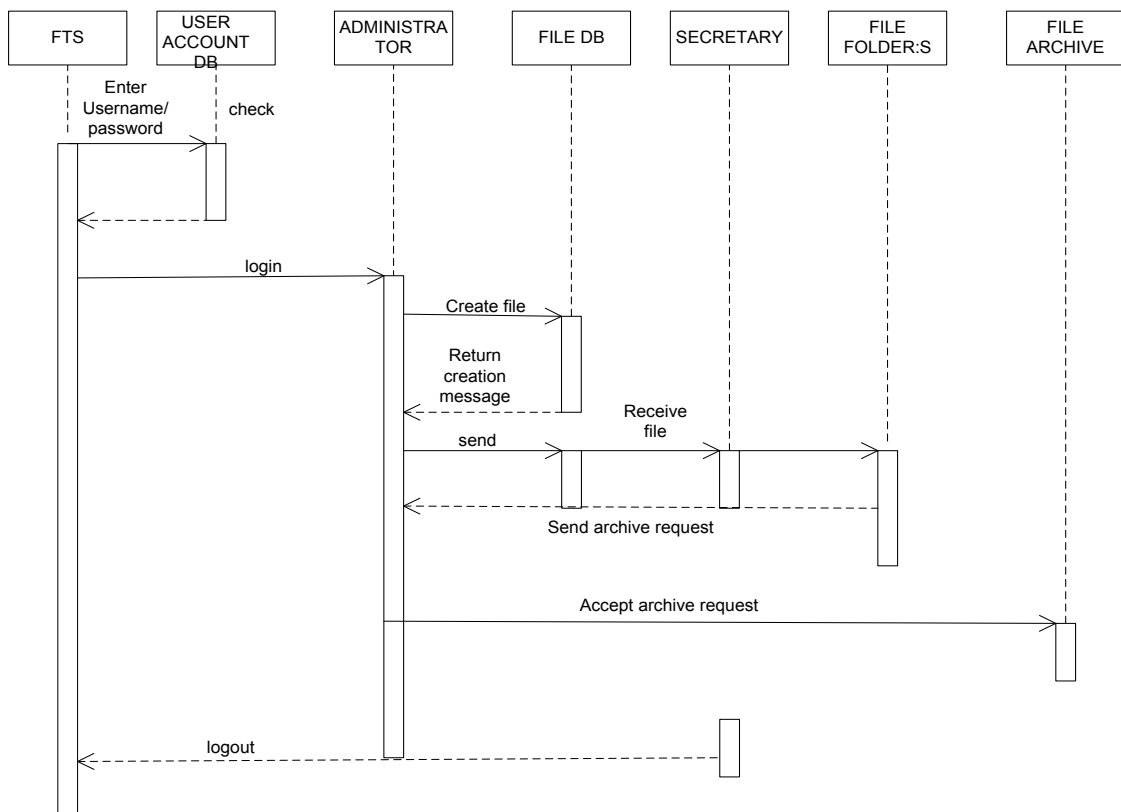 FTS
USER
ACCOUNT
DB
ADMINISTRA
TOR
FILE DB
SECRETARY
FILE
FOLDER:S
FILE
ARCHIVE
Enter
Username/
password
check
login
Create file
Return
creation
message
send
Receive
file
Send archive request
Accept archive request
logout